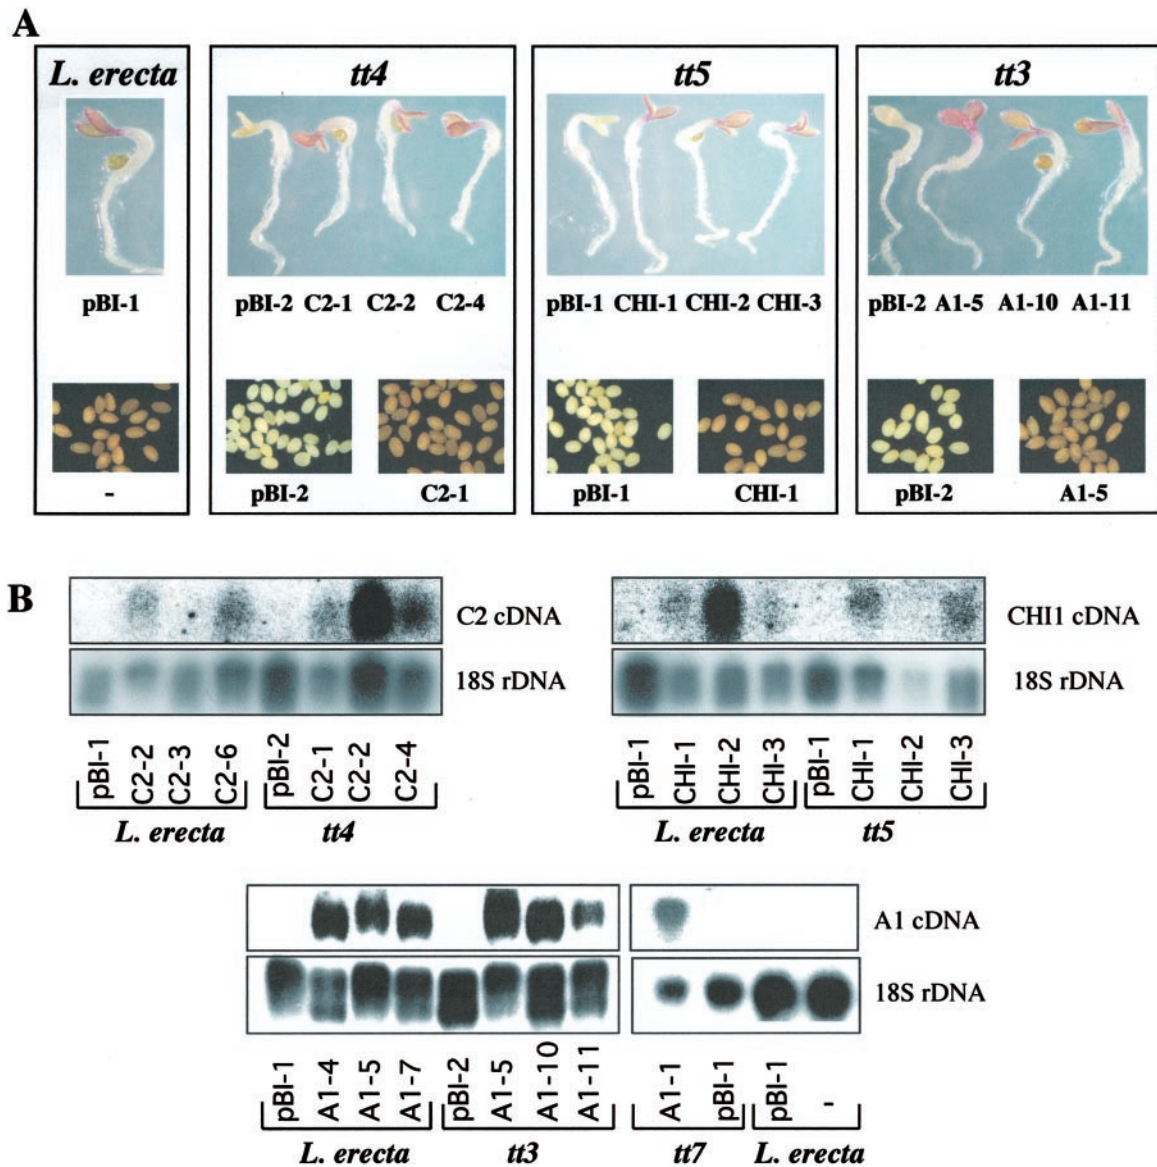 A
L. erecta
tt4
tt5
tt3
pBI-1
pBI-2 C2-1 C2-2 C2-4
pBI-1 CHI-1 CHI-2 CHI-3
pBI-2 A1-5 A1-10 A1-11
-
pBI-2 C2-1
pBI-1 CHI-1
pBI-2 A1-5
B
C2 cDNA
18S rDNA
pBI-1 C2-2 C2-3 C2-6 pBI-2 C2-1 C2-2 C2-4
L. erecta tt4
CHI1 cDNA
18S rDNA
pBI-1 CHI-1 CHI-2 CHI-3 pBI-1 CHI-1 CHI-2 CHI-3
L. erecta tt5
A1 cDNA
18S rDNA
pBI-1 A1-4 A1-5 A1-7 pBI-2 A1-5 A1-10 A1-11 A1-1 pBI-1 pBI-1 -
L. erecta tt3 tt7 L. erecta